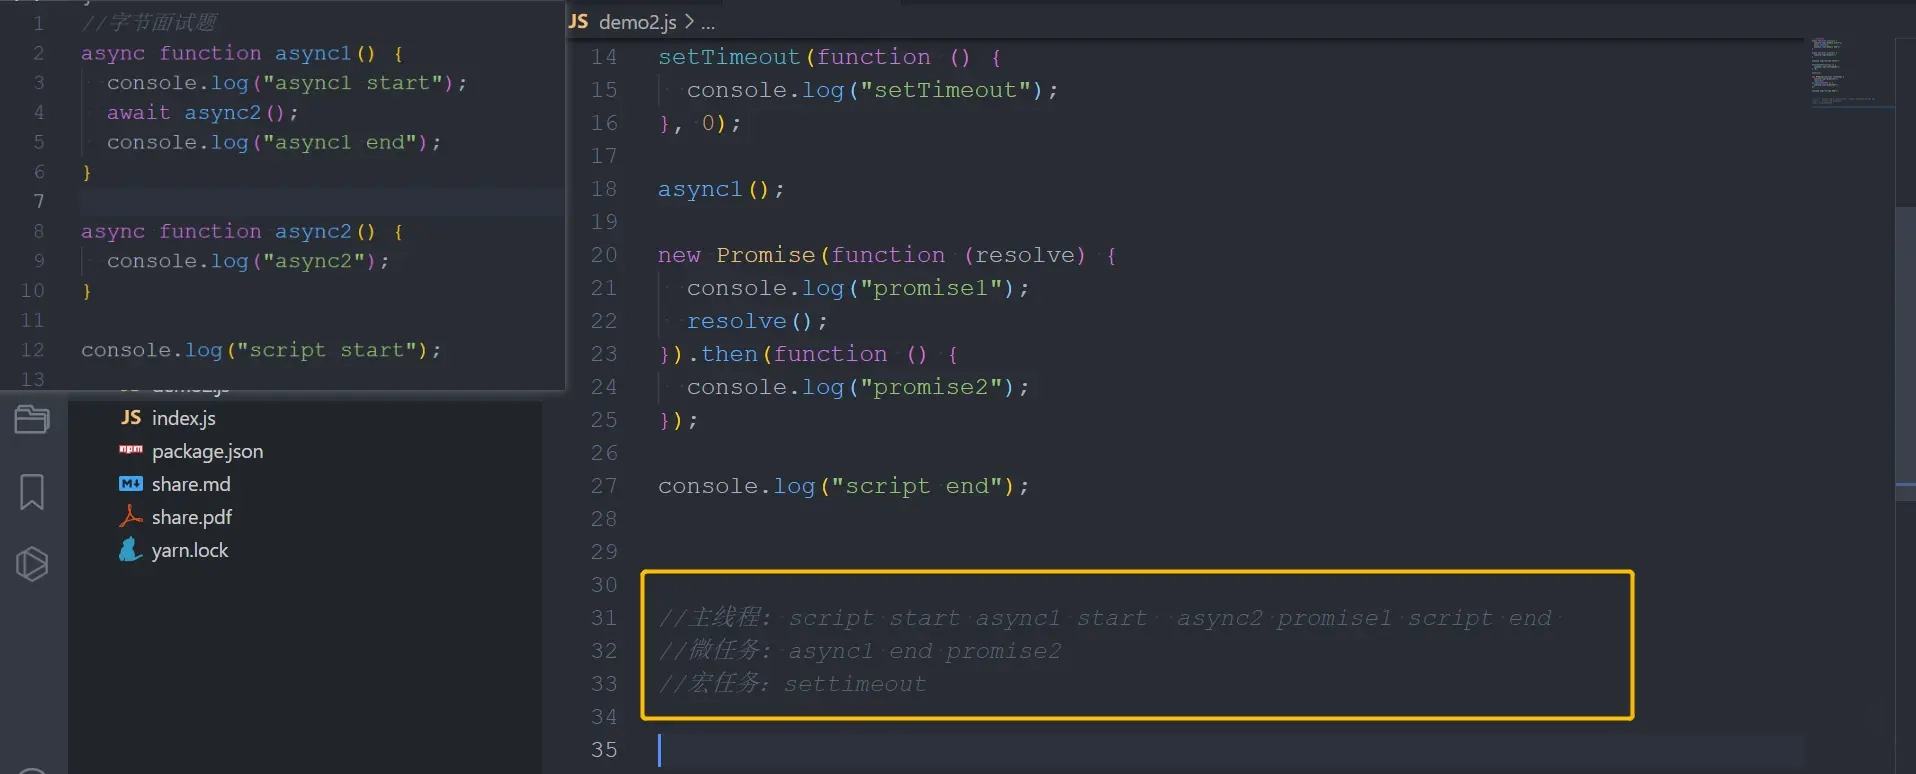 1 //字节面试题
2 async function async1() {
3 console.log("async1 start");
4 await async2();
5 console.log("async1 end");
6 }
7
8 async function async2() {
9 console.log("async2");
10 }
11
12 console.log("script start");
13
demo2.js
JS index.js
npm package.json
M↓ share.md
share.pdf
yarn.lock
JS demo2.js > ...
14 setTimeout(function () {
15 console.log("setTimeout");
16 }, 0);
17
18 async1();
19
20 new Promise(function (resolve) {
21 console.log("promise1");
22 resolve();
23 }).then(function () {
24 console.log("promise2");
25 });
26
27 console.log("script end");
28
29
30
31 //主线程: script start async1 start  async2 promise1 script end
32 //微任务: async1 end promise2
33 //宏任务: settimeout
34
35